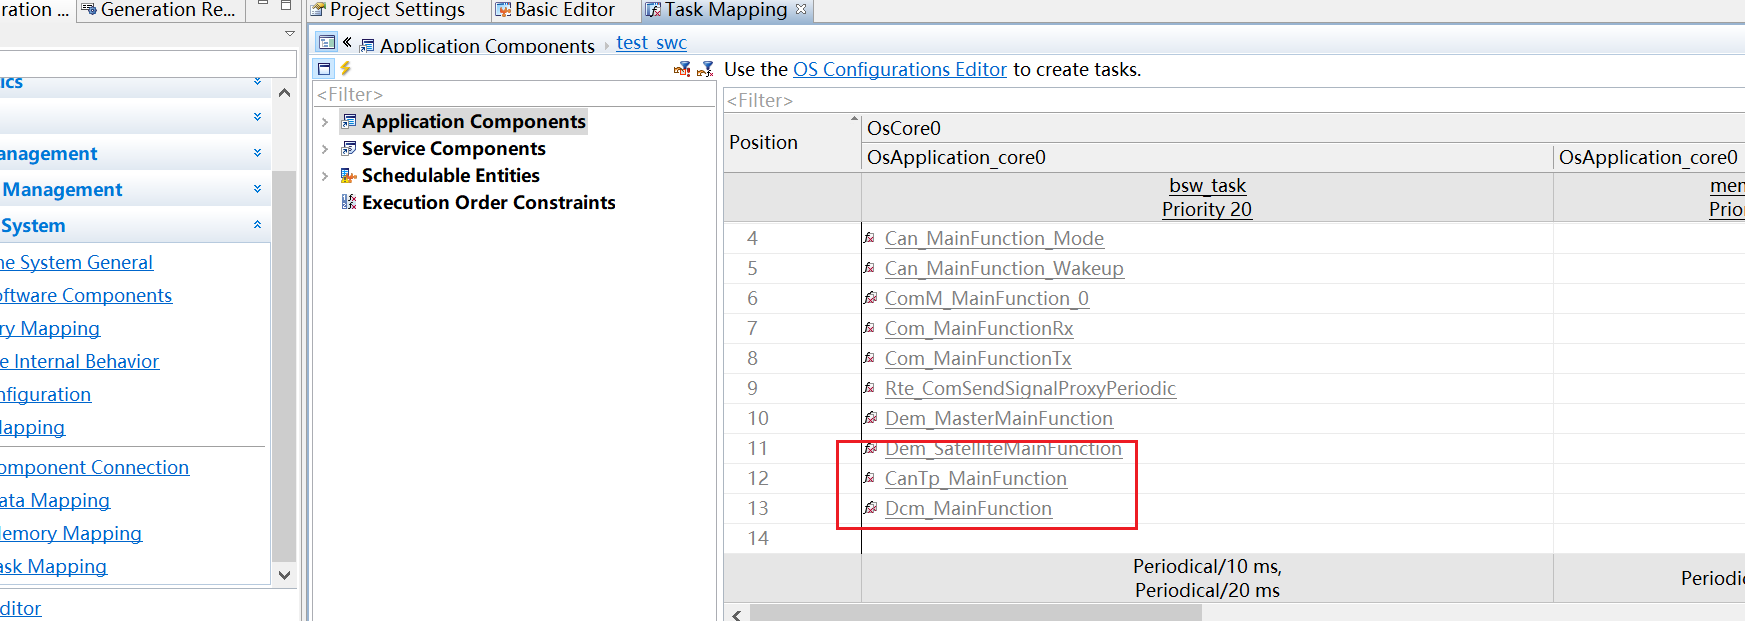 ration ...
Generation Re...
Project Settings
Basic Editor
Task Mapping
ics
anagement
Management
System
ne System General
oftware Components
ry Mapping
e Internal Behavior
nfiguration
lapping
omponent Connection
ata Mapping
lemory Mapping
ask Mapping
ditor
Application Components
test_swc
<Filter>
Application Components
Service Components
Schedulable Entities
Execution Order Constraints
Use the OS Configurations Editor to create tasks.
<Filter>
Position
OsCore0
OsApplication_core0
OsApplication_core0
bsw_task
Priority 20
mem
Prior
4 Can_MainFunction_Mode
5 Can_MainFunction_Wakeup
6 ComM_MainFunction_0
7 Com_MainFunctionRx
8 Com_MainFunctionTx
9 Rte_ComSendSignalProxyPeriodic
10 Dem_MasterMainFunction
11 Dem_SatelliteMainFunction
12 CanTp_MainFunction
13 Dcm_MainFunction
14
Periodical/10 ms,
Periodical/20 ms
Periodi